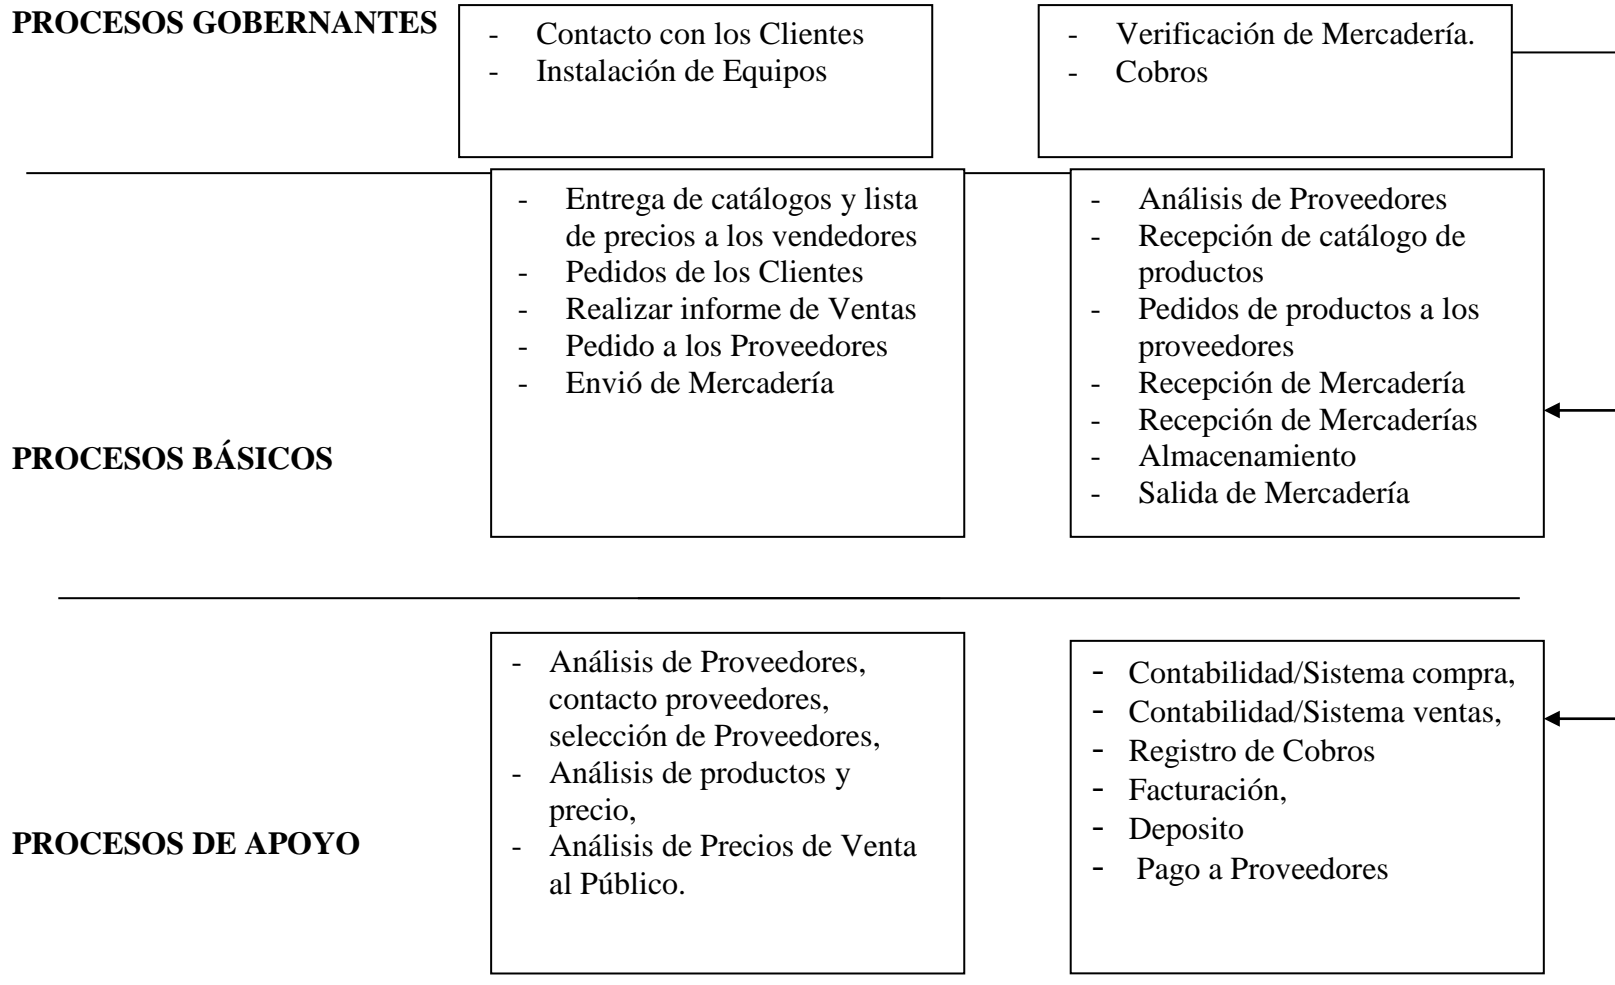 PROCESOS GOBERNANTES
- Contacto con los Clientes
- Instalación de Equipos
- Verificación de Mercadería.
- Cobros
PROCESOS BÁSICOS
- Entrega de catálogos y lista
de precios a los vendedores
- Pedidos de los Clientes
- Realizar informe de Ventas
- Pedido a los Proveedores
- Envió de Mercadería
- Análisis de Proveedores
- Recepción de catálogo de
productos
- Pedidos de productos a los
proveedores
- Recepción de Mercadería
- Recepción de Mercaderías
- Almacenamiento
- Salida de Mercadería
PROCESOS DE APOYO
- Análisis de Proveedores,
contacto proveedores,
selección de Proveedores,
- Análisis de productos y
precio,
- Análisis de Precios de Venta
al Público.
- Contabilidad/Sistema compra,
- Contabilidad/Sistema ventas,
- Registro de Cobros
- Facturación,
- Deposito
- Pago a Proveedores